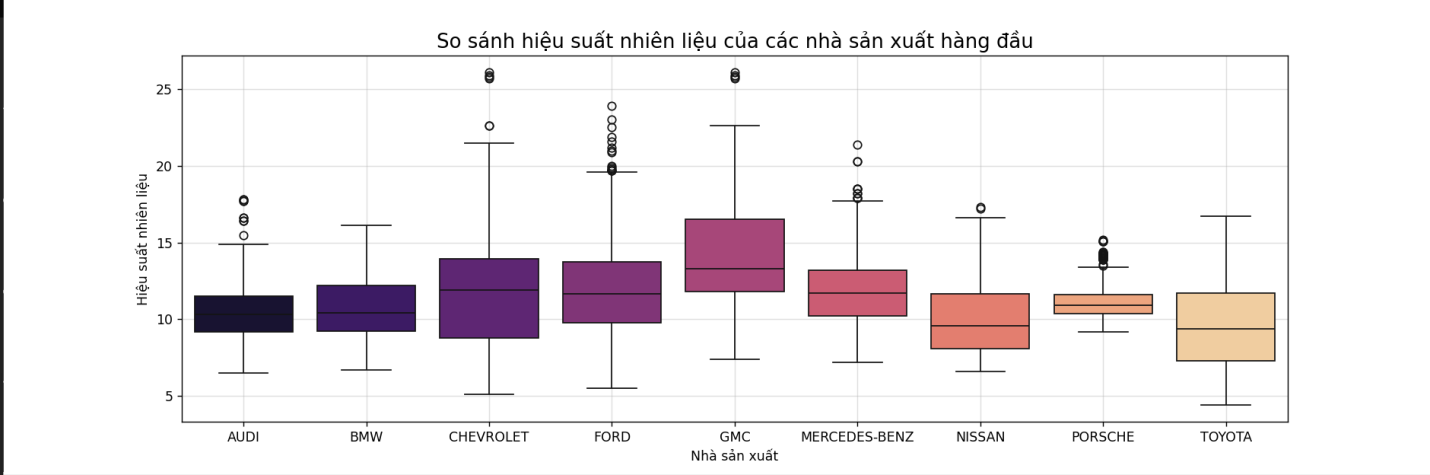 So sánh hiệu suất nhiên liệu của các nhà sản xuất hàng đầu
Hiệu suất nhiên liệu
25
20
15
10
5
AUDI BMW CHEVROLET FORD GMC MERCEDES-BENZ NISSAN PORSCHE TOYOTA
Nhà sản xuất